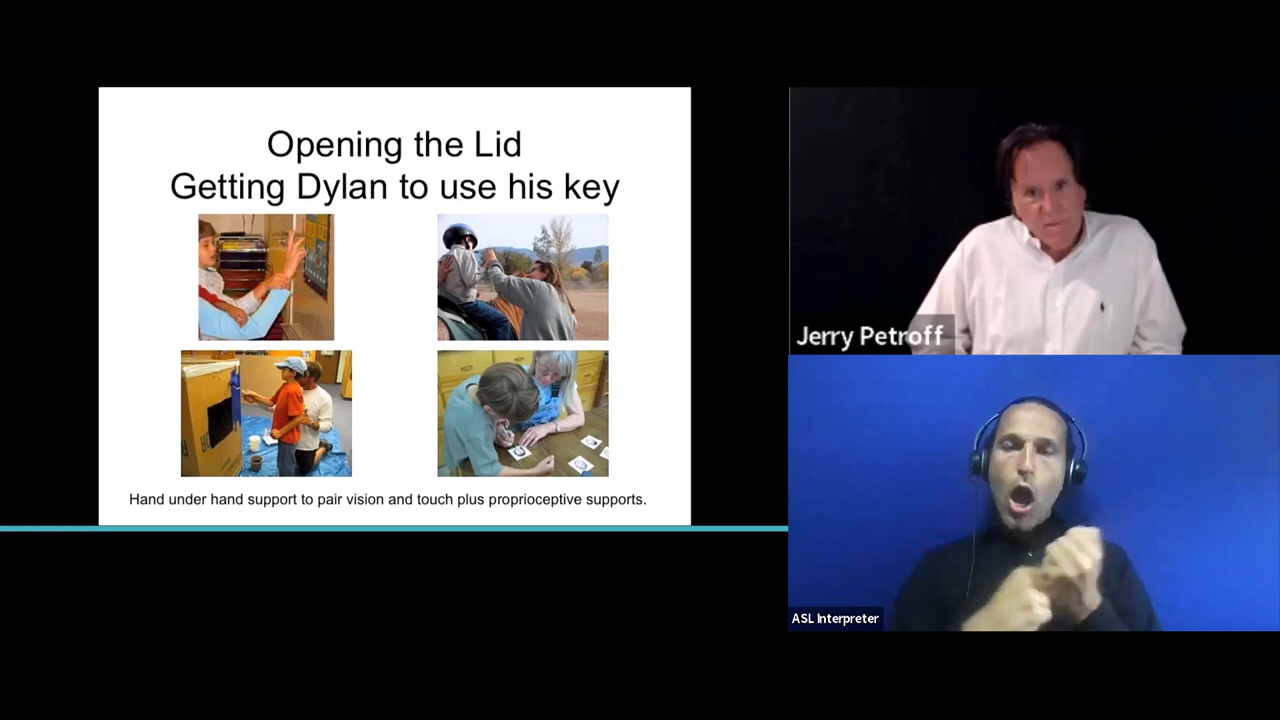 Opening the Lid
Getting Dylan to use his key
Hand under hand support to pair vision and touch plus proprioceptive supports.
Jerry Petroff
ASL Interpreter